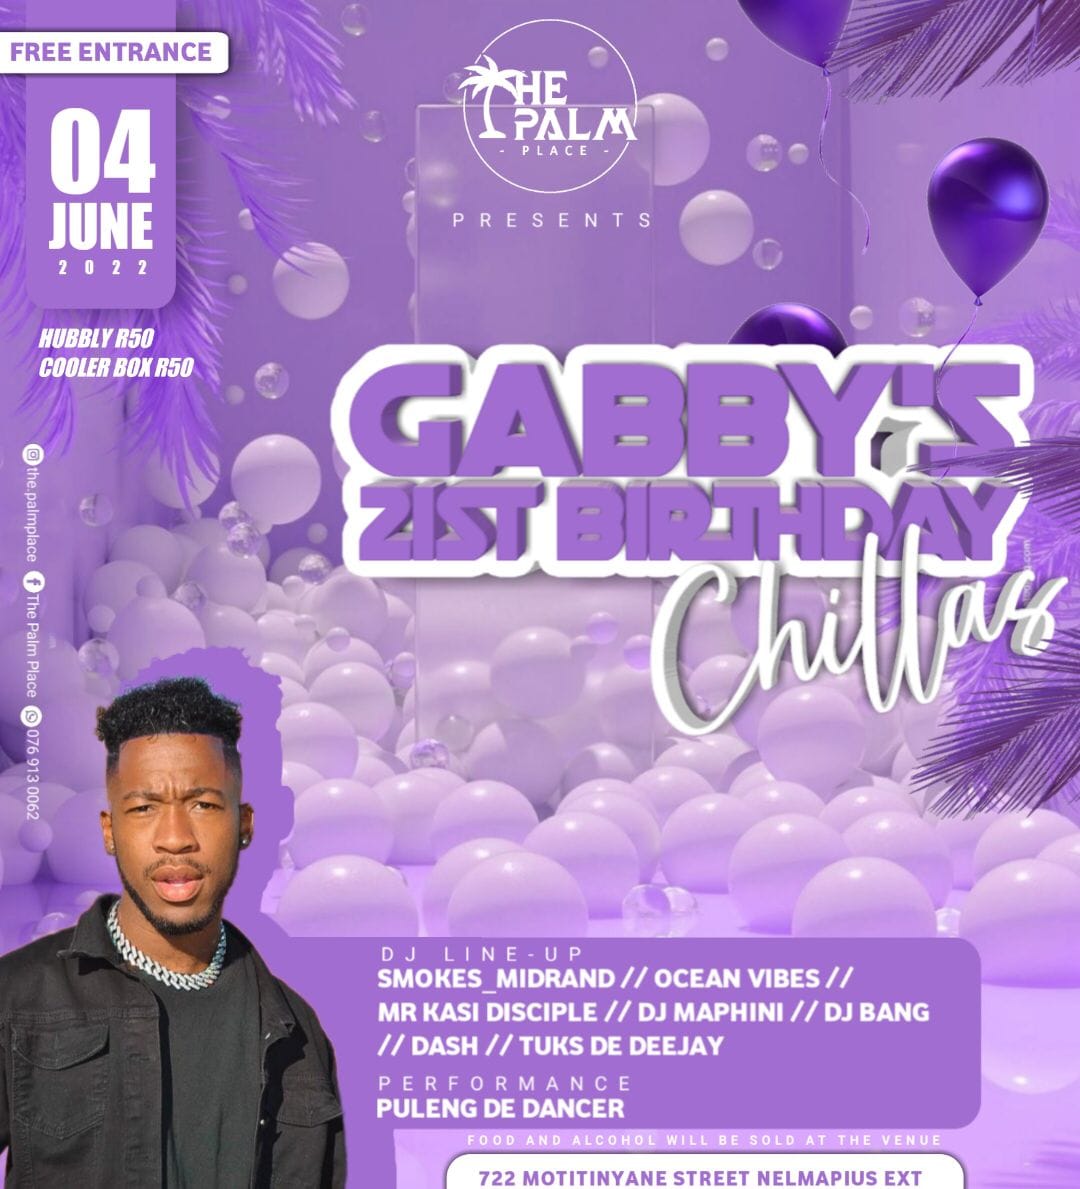 FREE ENTRANCE
04
JUNE
2022
HUBBLY R50
COOLER BOX R50
THE
PALM
- PLACE -
PRESENTS
GABBY'S
21ST BIRTHDAY
Chillas
the.palmplace The Palm Place 076 913 0062
DJ LINE-UP
SMOKES_MIDRAND // OCEAN VIBES //
MR KASI DISCIPLE // DJ MAPHINI // DJ BANG
// DASH // TUKS DE DEEJAY
PERFORMANCE
PULENG DE DANCER
FOOD AND ALCOHOL WILL BE SOLD AT THE VENUE
722 MOTITINYANE STREET NELMAPIUS EXT